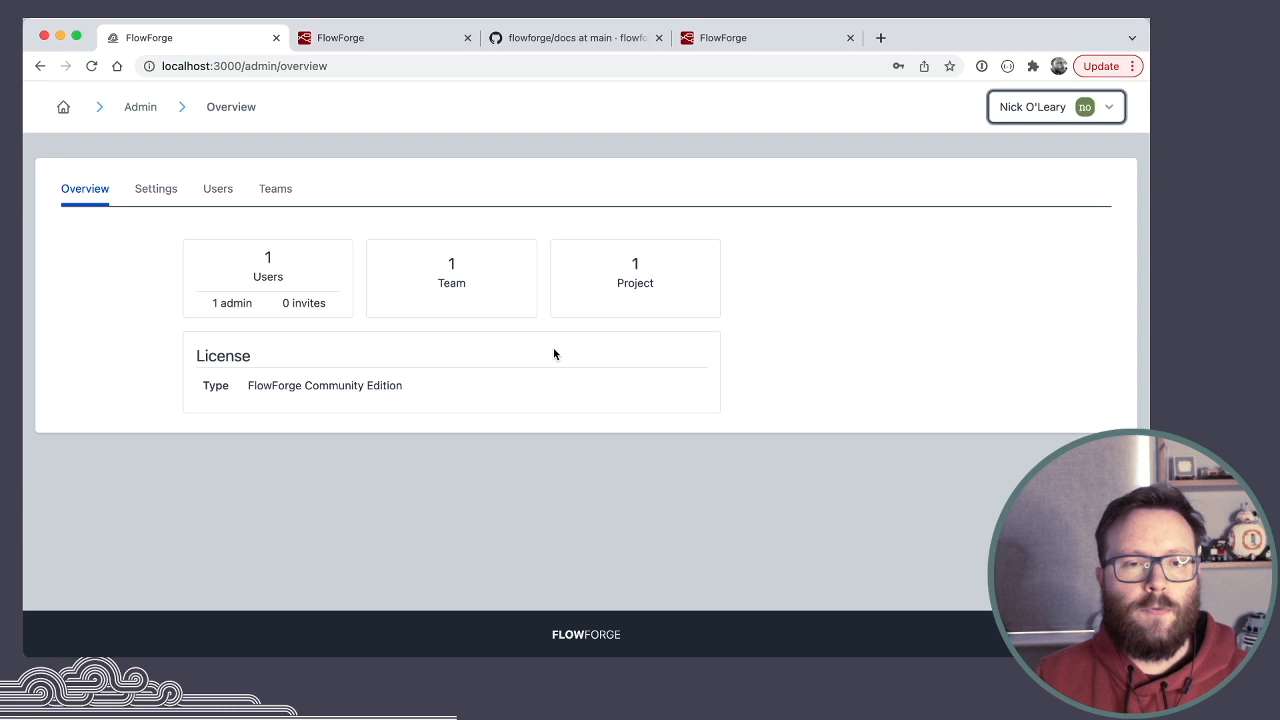 FlowForge
FlowForge
flowforge/docs at main · flowfo
FlowForge
localhost:3000/admin/overview
Update
Admin
Overview
Nick O'Leary
no
Overview
Settings
Users
Teams
1
Users
1 admin
0 invites
1
Team
1
Project
License
Type
FlowForge Community Edition
FLOWFORGE